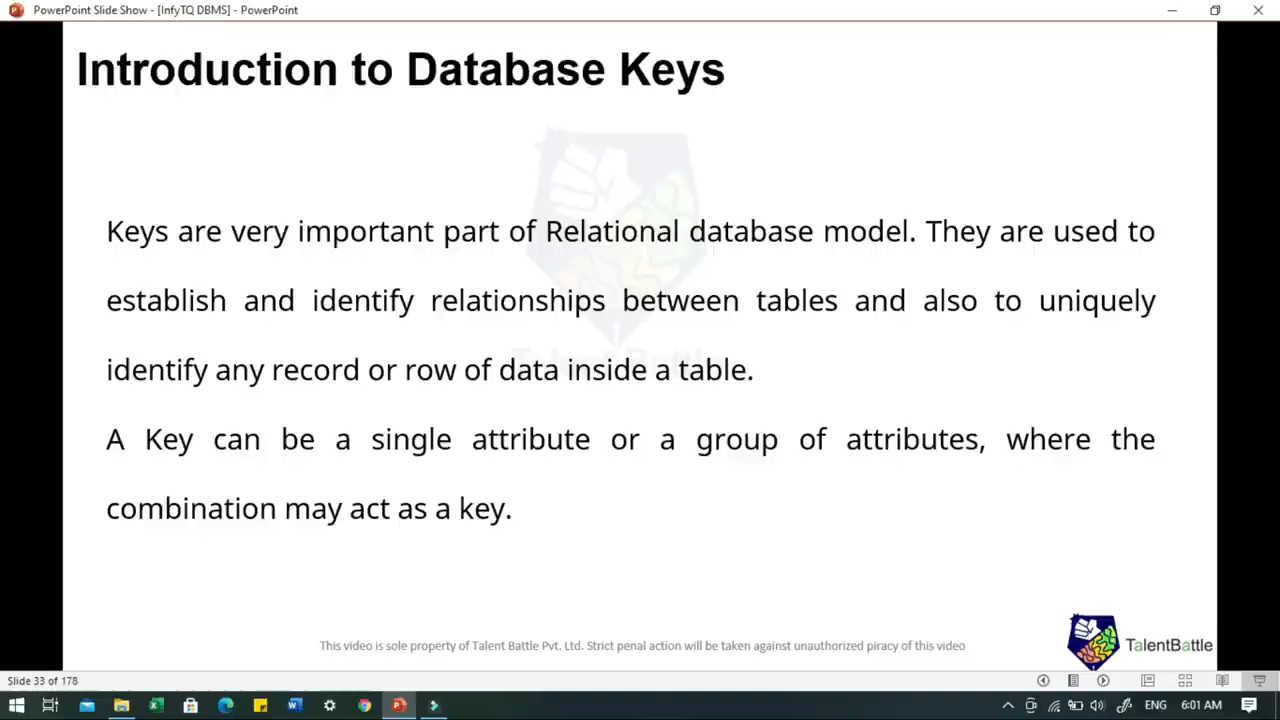 PowerPoint Slide Show - [InfyTQ DBMS] - PowerPoint
Introduction to Database Keys
Keys are very important part of Relational database model. They are used to
establish and identify relationships between tables and also to uniquely
identify any record or row of data inside a table.
A Key can be a single attribute or a group of attributes, where the
combination may act as a key.
This video is sole property of Talent Battle Pvt. Ltd. Strict penal action will be taken against unauthorized piracy of this video
TalentBattle
Slide 33 of 178
ENG
6:01 AM